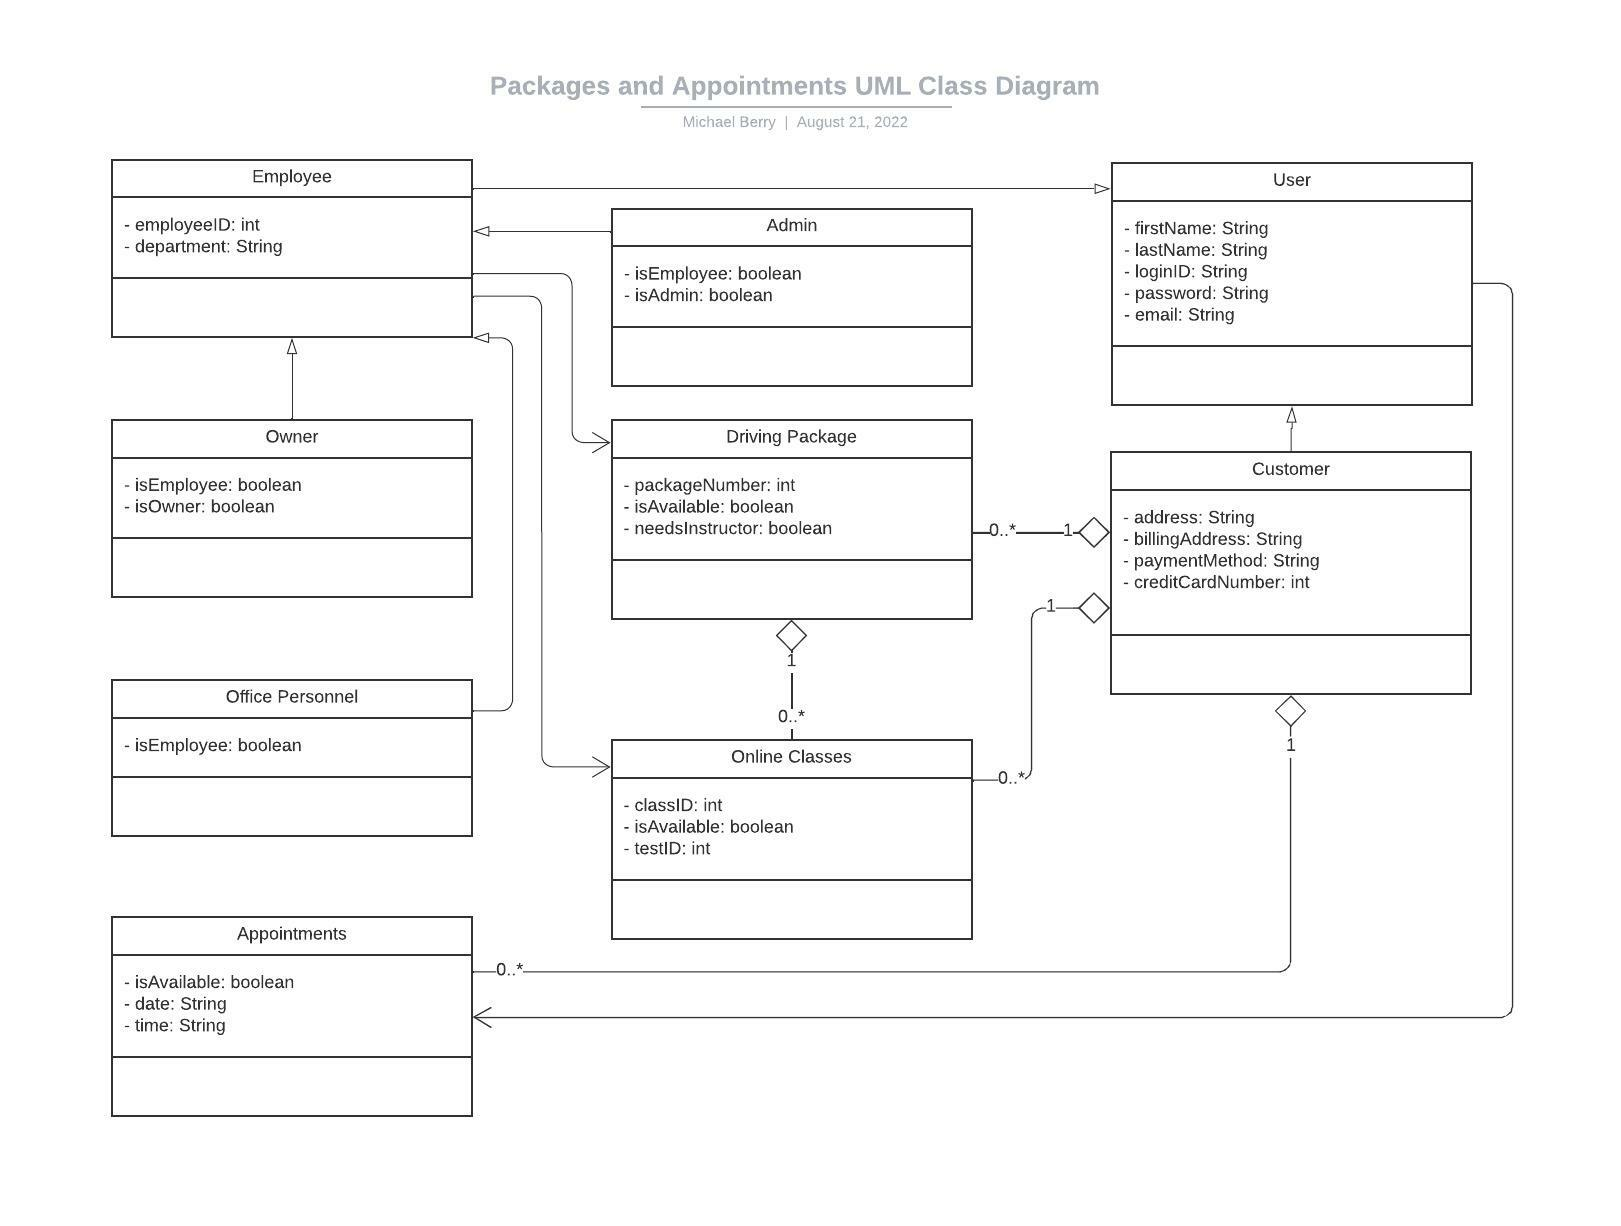 Packages and Appointments UML Class Diagram
Michael Berry | August 21, 2022
Employee
- employeeID: int
- department: String
Admin
- isEmployee: boolean
- isAdmin: boolean
User
- firstName: String
- lastName: String
- loginID: String
- password: String
- email: String
Owner
- isEmployee: boolean
- isOwner: boolean
Driving Package
- packageNumber: int
- isAvailable: boolean
- needsInstructor: boolean
0..*
1
Customer
- address: String
- billingAddress: String
- paymentMethod: String
- creditCardNumber: int
1
1
0..*
Office Personnel
- isEmployee: boolean
Online Classes
- classID: int
- isAvailable: boolean
- testID: int
0..*
1
Appointments
- isAvailable: boolean
- date: String
- time: String
0..*